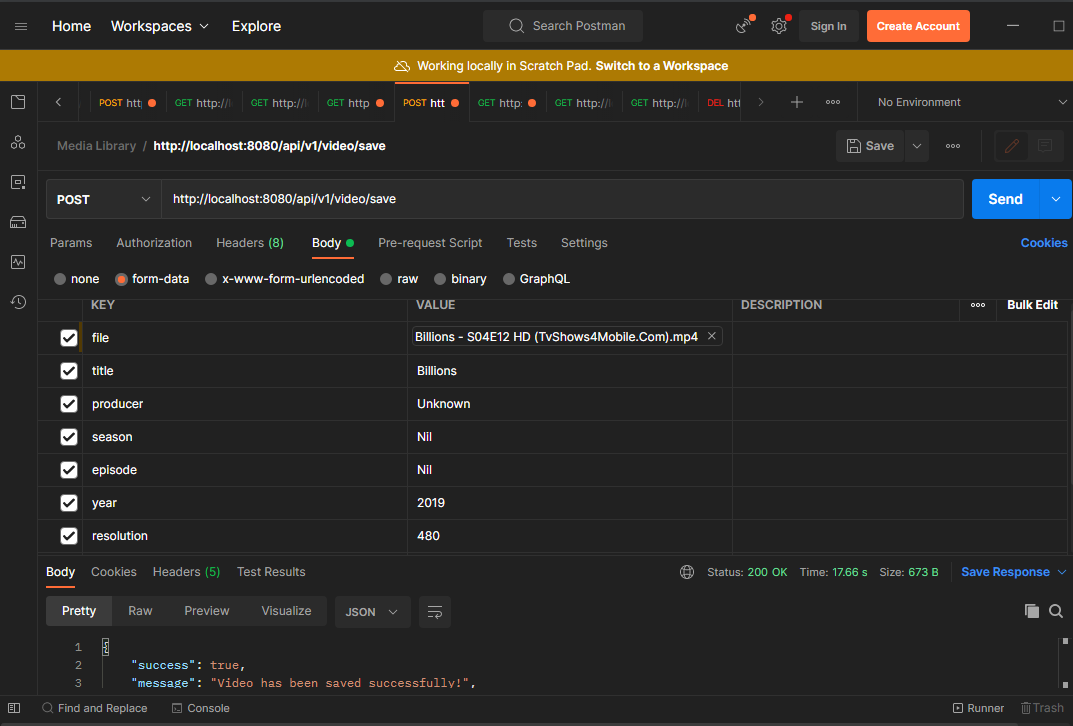 Home Workspaces Explore Search Postman Sign In Create Account
Working locally in Scratch Pad. Switch to a Workspace
POST htt GET http:// GET http:// GET http POST htt GET http: GET http:// GET http:// DEL htt No Environment
Media Library / http://localhost:8080/api/v1/video/save Save
POST http://localhost:8080/api/v1/video/save Send
Params Authorization Headers (8) Body Pre-request Script Tests Settings Cookies
none form-data x-www-form-urlencoded raw binary GraphQL
KEY VALUE DESCRIPTION Bulk Edit
file Billions - S04E12 HD (TvShows4Mobile.Com).mp4
title Billions
producer Unknown
season Nil
episode Nil
year 2019
resolution 480
Body Cookies Headers (5) Test Results Status: 200 OK Time: 17.66 s Size: 673 B Save Response
Pretty Raw Preview Visualize JSON
1 {
2 "success": true,
3 "message": "Video has been saved successfully!",
Find and Replace Console Runner Trash